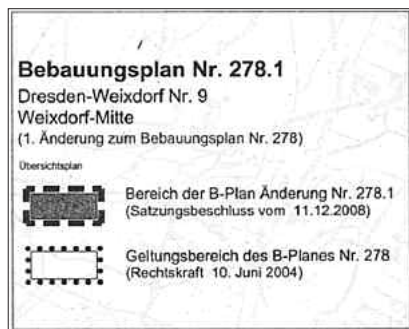 Bebauungsplan Nr. 278.1
Dresden-Weixdorf Nr. 9
Weixdorf-Mitte
(1. Änderung zum Bebauungsplan Nr. 278)
Übersichtsplan
Bereich der B-Plan Änderung Nr. 278.1
(Satzungsbeschluss vom 11.12.2008)
Geltungsbereich des B-Planes Nr. 278
(Rechtskraft 10. Juni 2004)